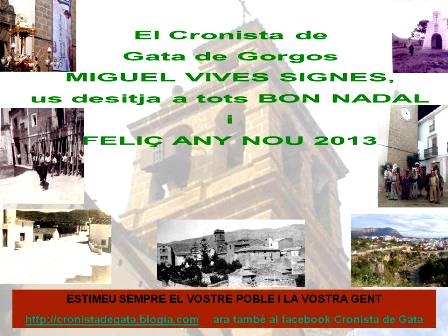 El Cronista de
Gata de Gorgos
MIGUEL VIVES SIGNES,
us desitja a tots BON NADAL
i
FELIÇ ANY NOU 2013
ESTIMEU SEMPRE EL VOSTRE POBLE I LA VOSTRA GENT
http://cronistadegata.blogia.com ara també al facebook Cronista de Gata